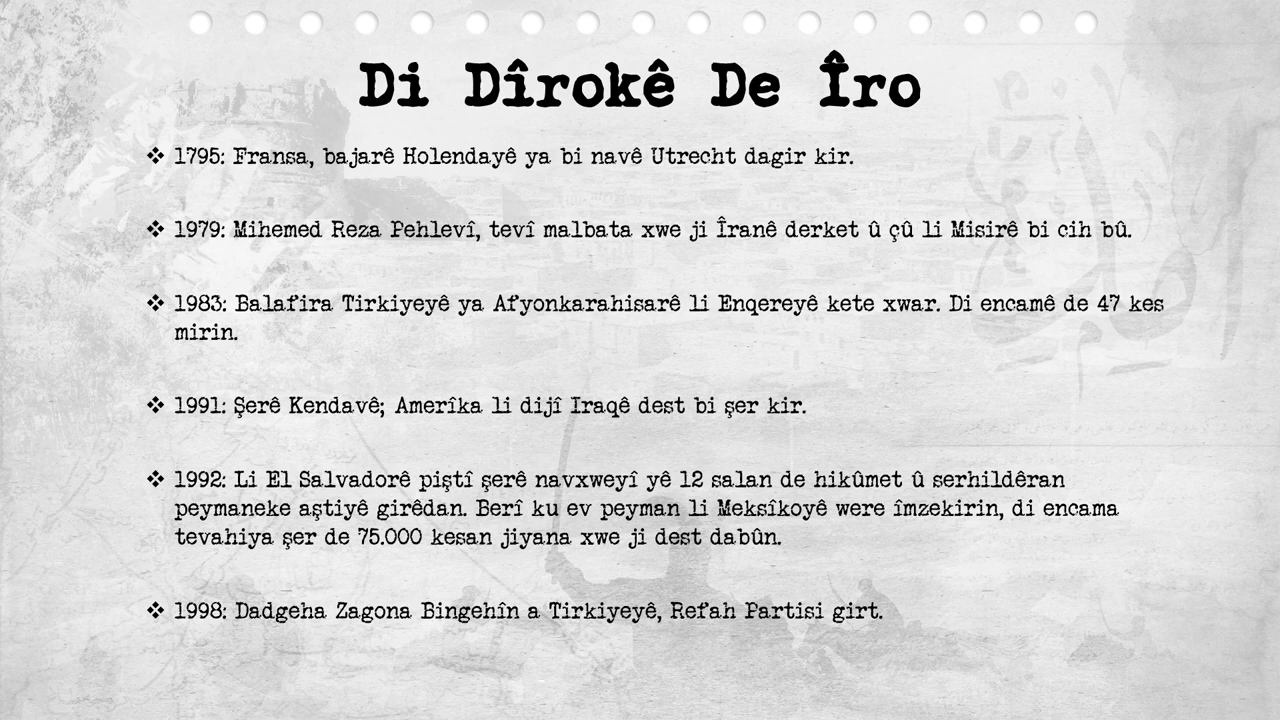 Di Dîrokê De Îro
❖ 1795: Fransa, bajarê Holendayê ya bi navê Utrecht dagir kir.
❖ 1979: Mihemed Reza Pehlevî, tevî malbata xwe ji Îranê derket û çû li Misirê bi cih bû.
❖ 1983: Balafira Tirkiyeyê ya Afyonkarahisarê li Enqereyê kete xwar. Di encamê de 47 kes
mirin.
❖ 1991: Şerê Kendavê; Amerîka li dijî Iraqê dest bi şer kir.
❖ 1992: Li El Salvadorê piştî şerê navxweyî yê 12 salan de hikûmet û serhildêran
peymaneke aştiyê girêdan. Berî ku ev peyman li Meksîkoyê were îmzekirin, di encama
tevahiya şer de 75.000 kesan jiyana xwe ji dest dabûn.
❖ 1998: Dadgeha Zagona Bingehîn a Tirkiyeyê, Refah Partisi girt.